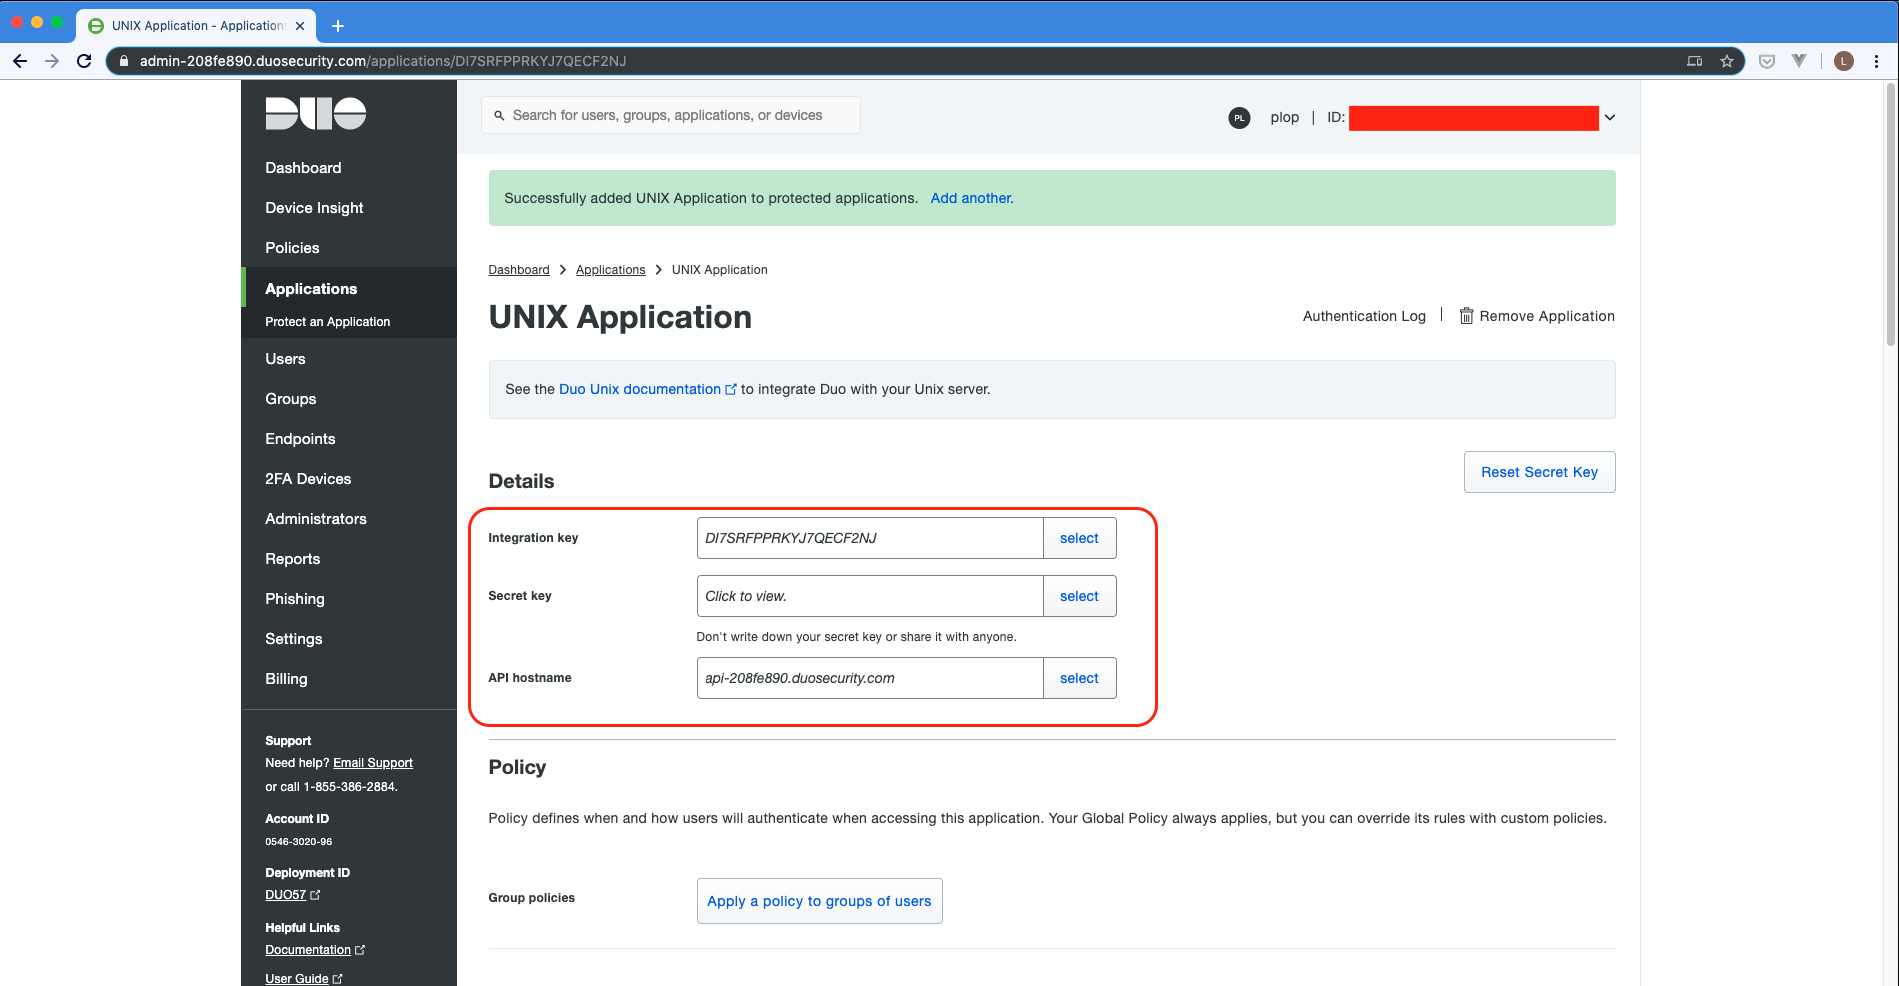 UNIX Application - Applications
admin-208fe890.duosecurity.com/applications/DI7SRFPPRKYJ7QECF2NJ
L
DUO
Search for users, groups, applications, or devices
PL plop | ID:
Dashboard
Device Insight
Policies
Applications
Protect an Application
Users
Groups
Endpoints
2FA Devices
Administrators
Reports
Phishing
Settings
Billing
Support
Need help? Email Support
or call 1-855-386-2884.
Account ID
0546-3020-96
Deployment ID
DUO57
Helpful Links
Documentation
User Guide
Successfully added UNIX Application to protected applications. Add another.
Dashboard > Applications > UNIX Application
UNIX Application
Authentication Log | Remove Application
See the Duo Unix documentation to integrate Duo with your Unix server.
Details
Reset Secret Key
Integration key DI7SRFPPRKYJ7QECF2NJ select
Secret key Click to view. select
Don't write down your secret key or share it with anyone.
API hostname api-208fe890.duosecurity.com select
Policy
Policy defines when and how users will authenticate when accessing this application. Your Global Policy always applies, but you can override its rules with custom policies.
Group policies Apply a policy to groups of users